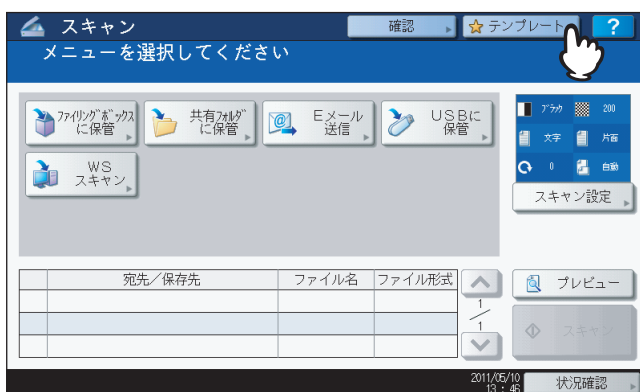 スキャン
確認
テンプレート
?
メニューを選択してください
ファイリングボックス
に保管
共有フォルダ
に保管
Eメール
送信
USBに
保管
WS
スキャン
ブラック 200
文字 片面
0 自動
スキャン設定
宛先／保存先 ファイル名 ファイル形式
1
1
プレビュー
スキャン
2011/05/10
13 : 46
状況確認